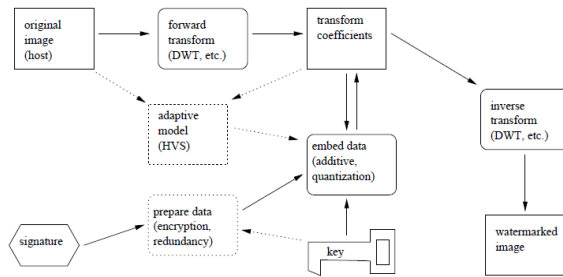 original
image
(host)
forward
transform
(DWT, etc.)
transform
coefficients
adaptive
model
(HVS)
inverse
transform
(DWT, etc.)
embed data
(additive,
quantization)
prepare data
(encryption,
redundancy)
signature
key
watermarked
image